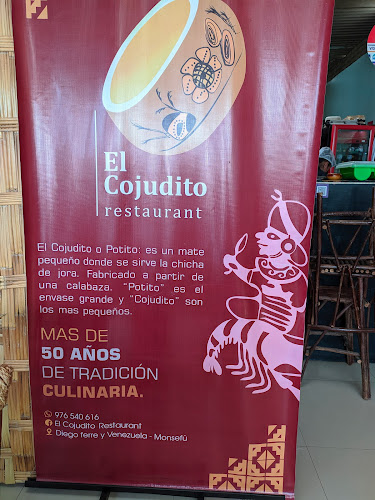 El
Cojudito
restaurant
El Cojudito o Potito: es un mate
pequeño donde se sirve la chicha
de jora. Fabricado a partir de
una calabaza. "Potito" es el
envase grande y "Cojudito" son
los mas pequeños.
MAS DE
50 AÑOS
DE TRADICIÓN
CULINARIA.
976 540 616
El Cojudito Restaurant
Diego ferre y Venezuela - Monsefú